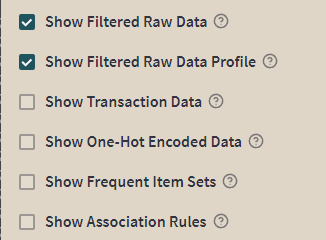 Show Filtered Raw Data
Show Filtered Raw Data Profile
Show Transaction Data
Show One-Hot Encoded Data
Show Frequent Item Sets
Show Association Rules